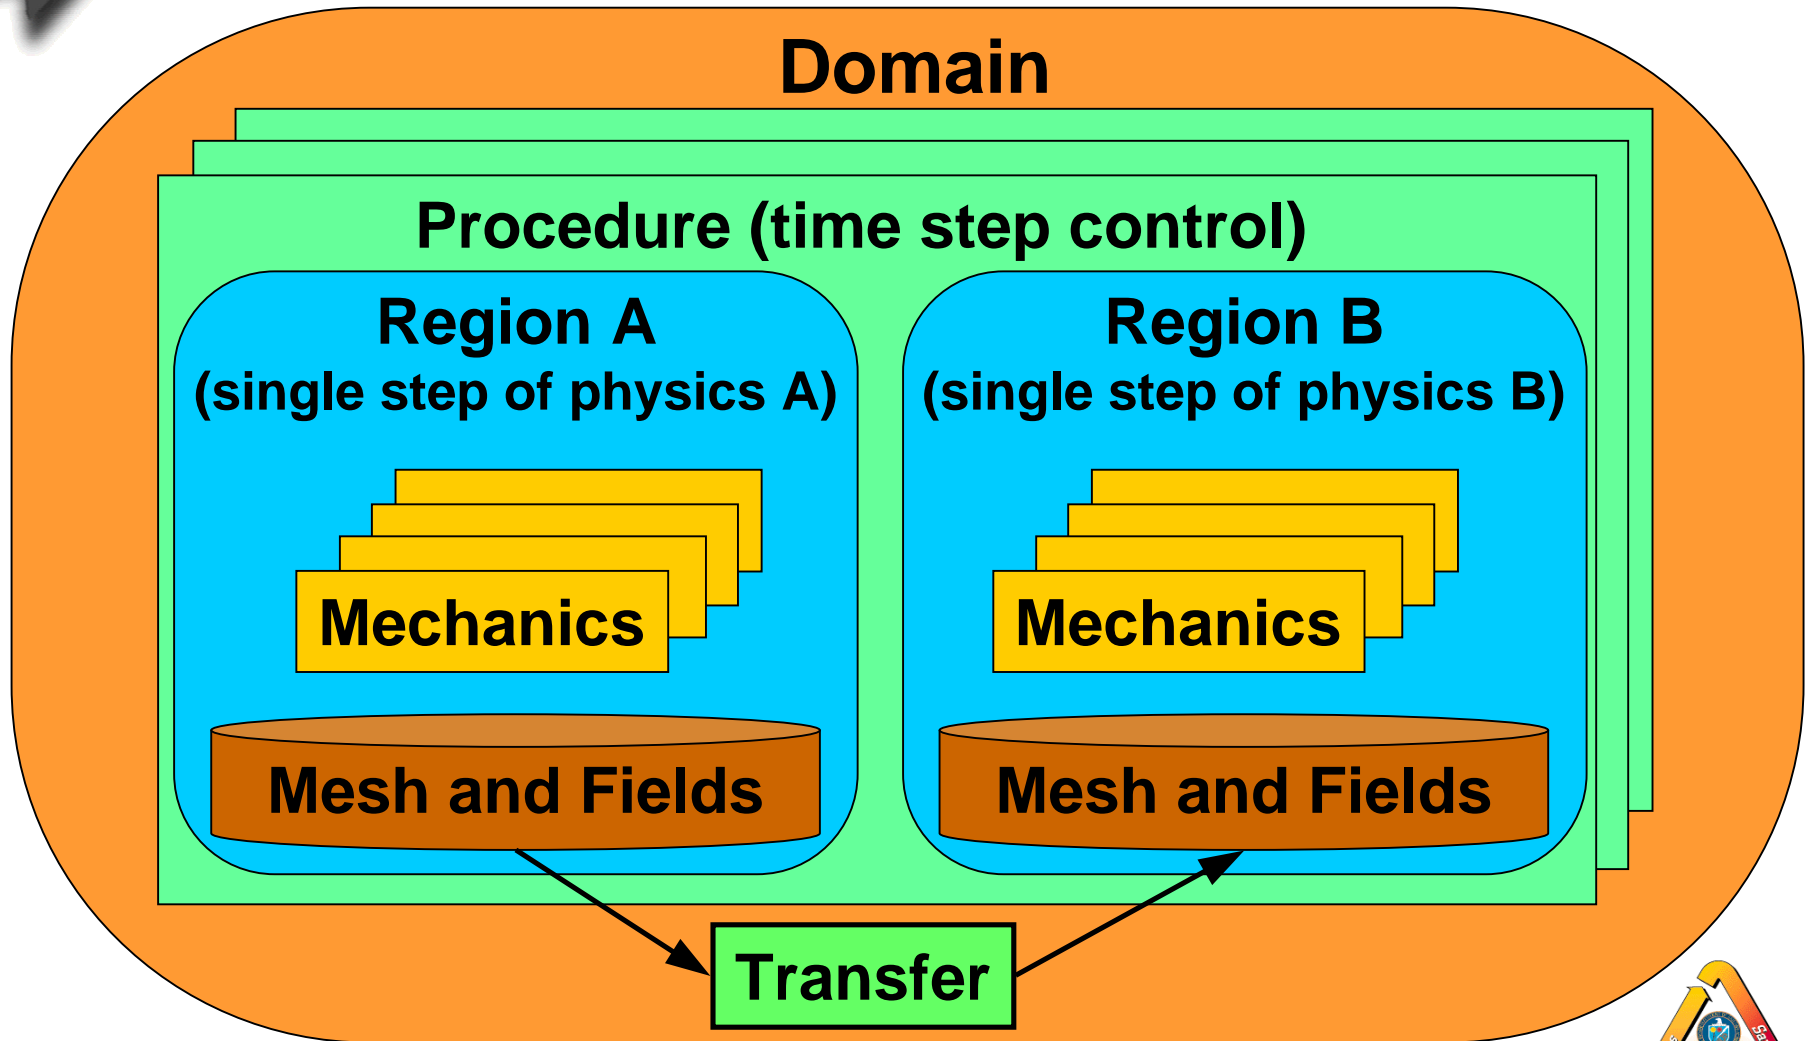 Domain
Procedure (time step control)
Region A
(single step of physics A)
Mechanics
Mesh and Fields
Region B
(single step of physics B)
Mechanics
Mesh and Fields
Transfer